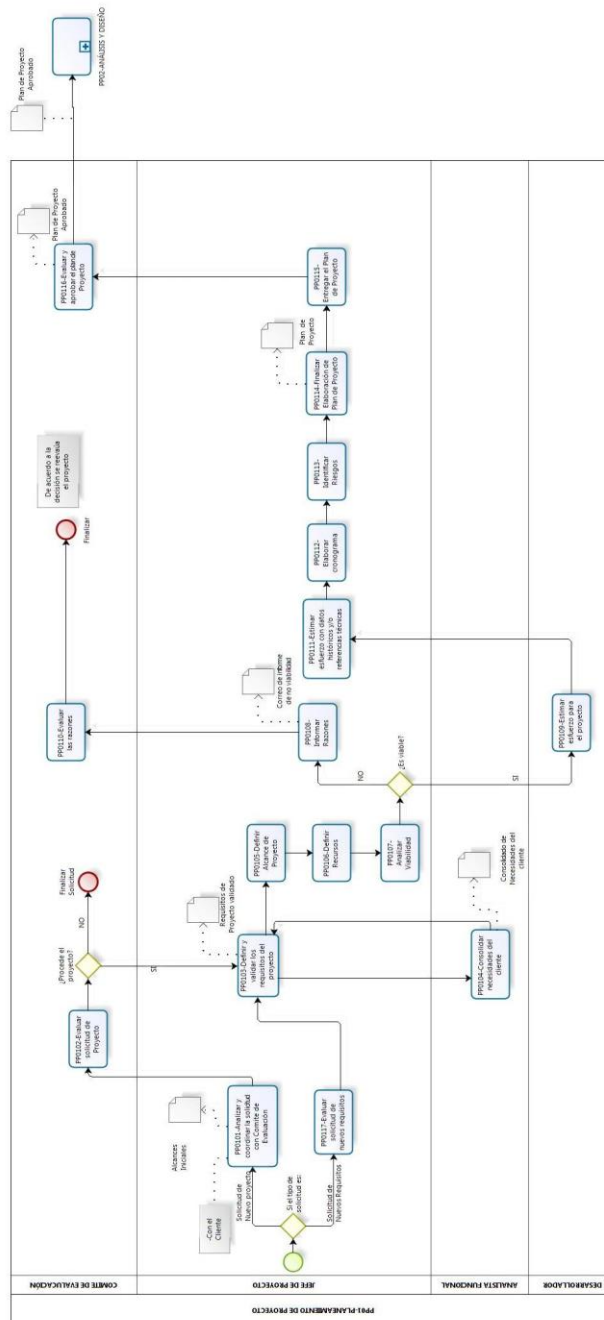 PP01-PLANEAMIENTO DE PROYECTO
COMITE DE EVALUCACIÓN
JEFE DE PROYECTO
ANALISTA FUNCIONAL
DESARROLLADOR
Si el tipo de
solicitud es:
Solicitud de
Nuevo proyecto
Solicitud de
Nuevos Requisitos
-Con el
Cliente
Alcances
Iniciales
PP0101-Analizar y
coordinar la solicitud
con Comite de
Evaluación
PP0117-Evaluar
solicitud de
nuevos requisitos
PP0102-Evaluar
solicitud de
Proyecto
¿Procede el
proyecto?
NO
Finalizar
Solicitud
SI
PP0103-Definir y
validar los
requisitos del
proyecto
Requisitos de
Proyecto validado
PP0104-Consolidar
necesidades del
cliente
Consolidado de
Necesidades del
cliente
PP0105-Definir
Alcance de
Proyecto
PP0106-Definir
Recursos
PP0107-
Analizar
Viabilidad
¿Es viable?
NO
SI
PP0108-
Informar
Razones
Correo de informe
de no viabilidad
PP0110-Evaluar
las razones
Finalizar
De acuerdo a la
decisión se reevalúa
el proyecto
PP0109-Estimar
esfuerzo para
el proyecto
PP0111-Estimar
esfuerzo con datos
históricos y/o
referencias técnicas
PP0112-
Elaborar
cronograma
PP0113-
Identificar
Riesgos
PP0114-Finalizar
Elaboración de
Plan de Proyecto
Plan de
Proyecto
PP0115-
Entregar el Plan
de Proyecto
PP0116-Evaluar y
aprobar el plan de
Proyecto
Plan de Proyecto
Aprobado
Plan de Proyecto
Aprobado
PP02-ANÁLISIS Y DISEÑO